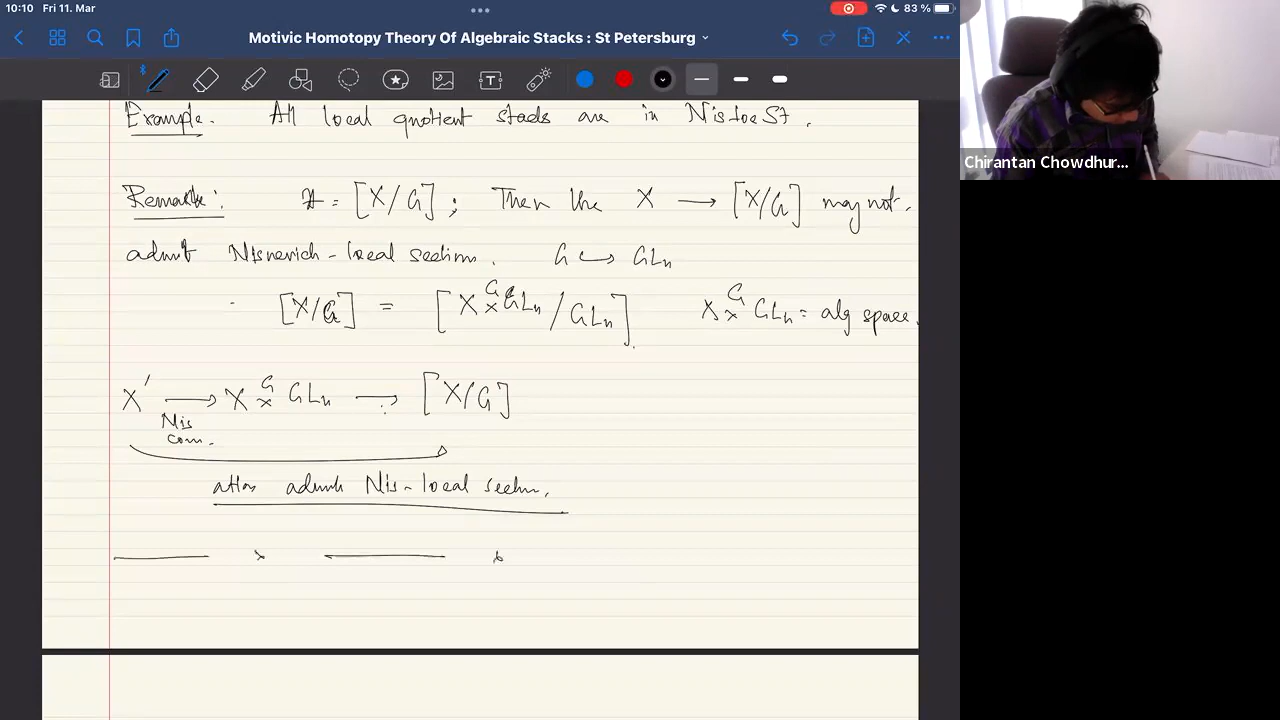 10:10 Fri 11. Mar
83 %
Motivic Homotopy Theory Of Algebraic Stacks : St Petersburg
Chirantan Chowdhur...
Example. All local quotient stacks are in NisLocSt.
Remark: X = [X/G] ; Then the X → [X/G] may not
admit Nisnevich-local section. G ↪ GLn
[X/G] = [X ×^G GLn / GLn] X ×^G GLn = alg space.
X' → X ×^G GLn → [X/G]
Nis
cov.
atlas admits Nis-local section.
x